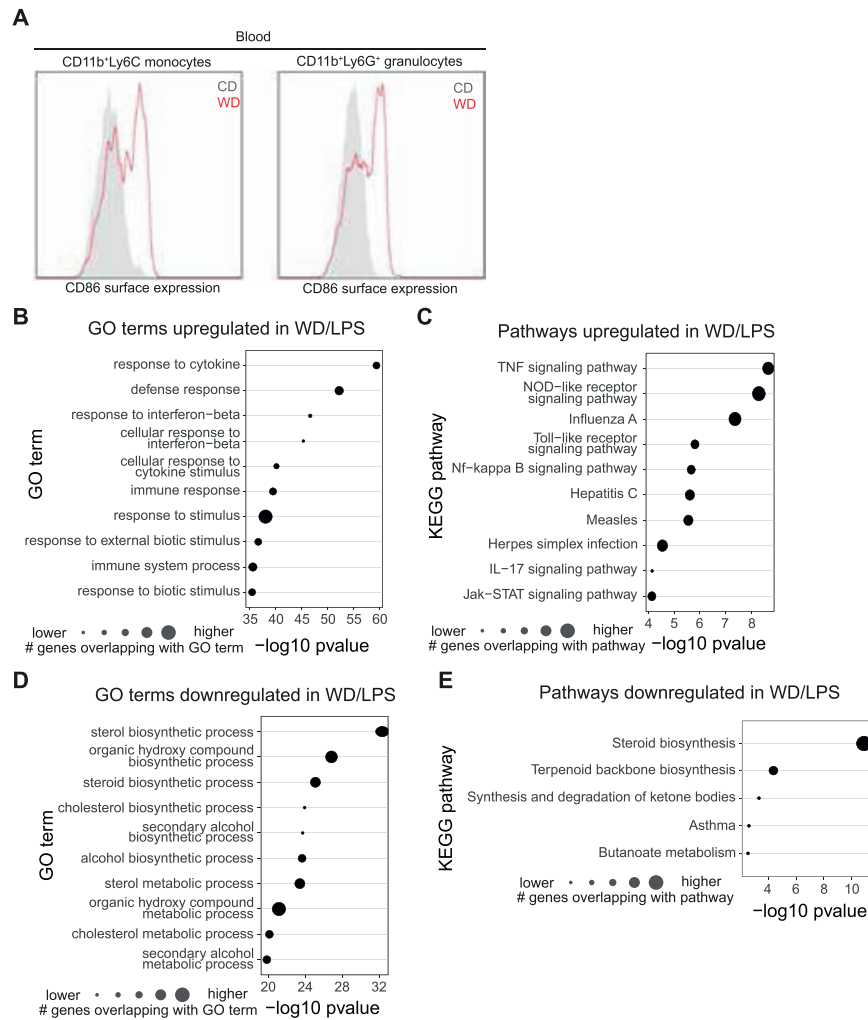 A
Blood
CD11b⁺Ly6C monocytes
CD11b⁺Ly6G⁺ granulocytes
CD
WD
CD
WD
CD86 surface expression
CD86 surface expression
B
GO terms upregulated in WD/LPS
GO term
response to cytokine
defense response
response to interferon−beta
cellular response to
interferon−beta
cellular response to
cytokine stimulus
immune response
response to stimulus
response to external biotic stimulus
immune system process
response to biotic stimulus
35 40 45 50 55 60
−log10 pvalue
lower higher
# genes overlapping with GO term
C
Pathways upregulated in WD/LPS
KEGG pathway
TNF signaling pathway
NOD−like receptor
signaling pathway
Influenza A
Toll−like receptor
signaling pathway
Nf−kappa B signaling pathway
Hepatitis C
Measles
Herpes simplex infection
IL−17 signaling pathway
Jak−STAT signaling pathway
4 5 6 7 8
−log10 pvalue
lower higher
# genes overlapping with pathway
D
GO terms downregulated in WD/LPS
GO term
sterol biosynthetic process
organic hydroxy compound
biosynthetic process
steroid biosynthetic process
cholesterol biosynthetic process
secondary alcohol
biosynthetic process
alcohol biosynthetic process
sterol metabolic process
organic hydroxy compound
metabolic process
cholesterol metabolic process
secondary alcohol
metabolic process
20 24 28 32
−log10 pvalue
lower higher
# genes overlapping with GO term
E
Pathways downregulated in WD/LPS
KEGG pathway
Steroid biosynthesis
Terpenoid backbone biosynthesis
Synthesis and degradation of ketone bodies
Asthma
Butanoate metabolism
4 6 8 10
−log10 pvalue
lower higher
# genes overlapping with pathway